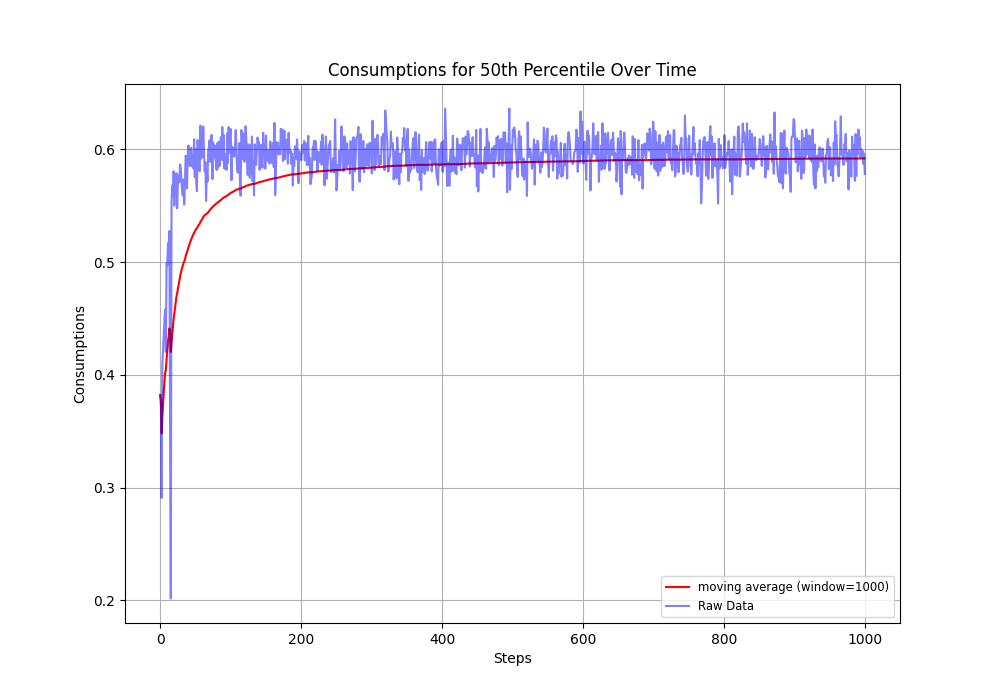 Consumptions for 50th Percentile Over Time
Consumptions
0.6
0.5
0.4
0.3
0.2
moving average (window=1000)
Raw Data
0 200 400 600 800 1000
Steps